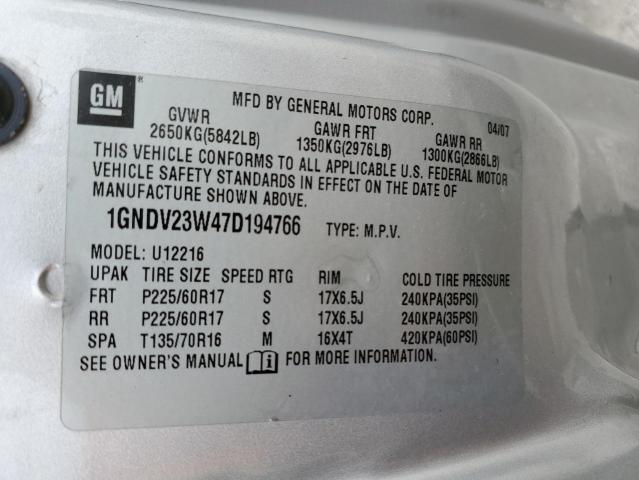 GM ®
MFD BY GENERAL MOTORS CORP. 04/07
GVWR GAWR FRT GAWR RR
2650KG(5842LB) 1350KG(2976LB) 1300KG(2866LB)
THIS VEHICLE CONFORMS TO ALL APPLICABLE U.S. FEDERAL MOTOR
VEHICLE SAFETY STANDARDS IN EFFECT ON THE DATE OF
MANUFACTURE SHOWN ABOVE.
1GNDV23W47D194766 TYPE: M.P.V.
MODEL: U12216
UPAK TIRE SIZE SPEED RTG RIM COLD TIRE PRESSURE
FRT P225/60R17 S 17X6.5J 240KPA(35PSI)
RR P225/60R17 S 17X6.5J 240KPA(35PSI)
SPA T135/70R16 M 16X4T 420KPA(60PSI)
SEE OWNER'S MANUAL FOR MORE INFORMATION.